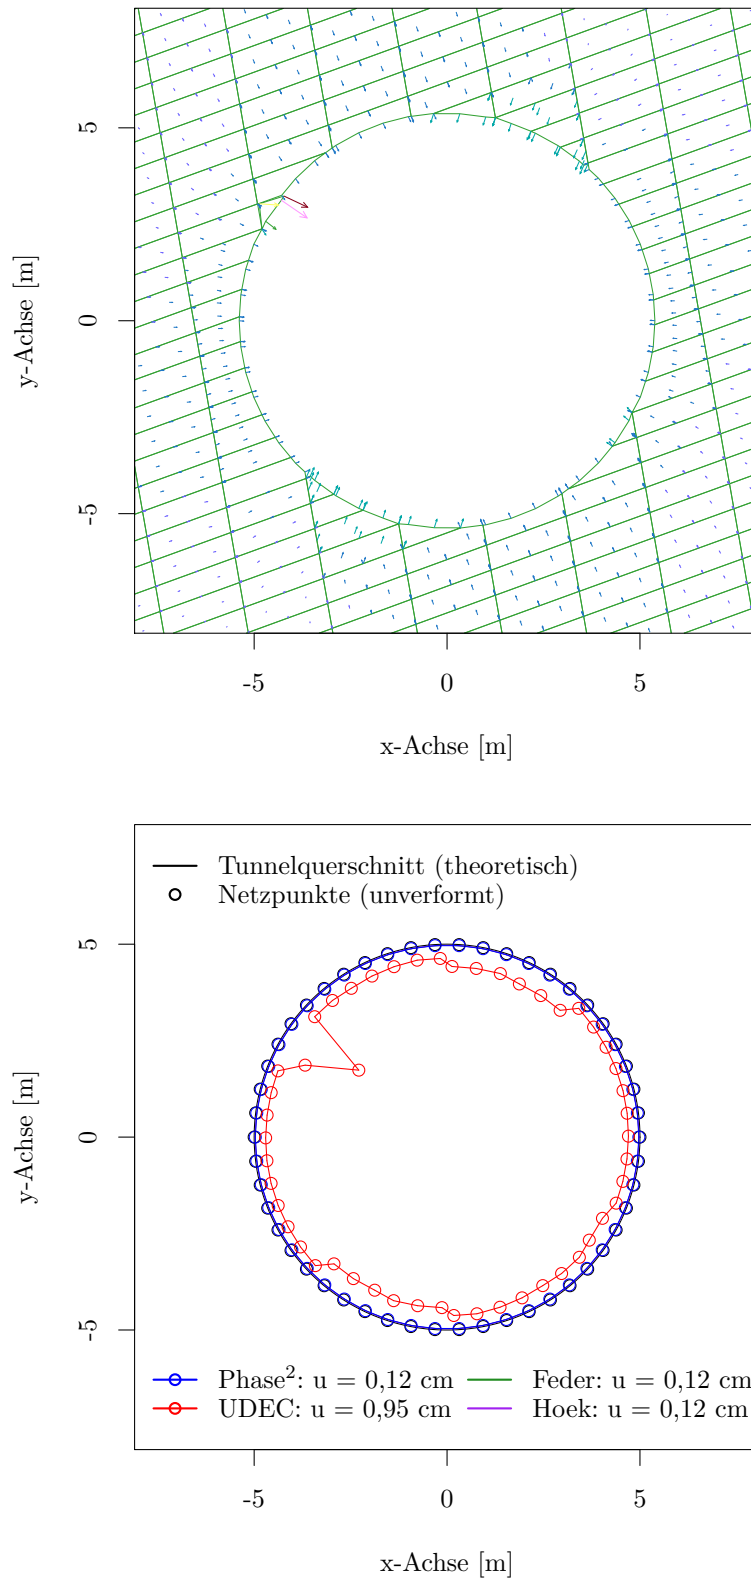 5
0
-5
y-Achse [m]
-5
0
5
x-Achse [m]
Tunnelquerschnitt (theoretisch)
Netzpunkte (unverformt)
5
0
-5
y-Achse [m]
Phase²: u = 0,12 cm
Feder: u = 0,12 cm
UDEC: u = 0,95 cm
Hoek: u = 0,12 cm
-5
0
5
x-Achse [m]